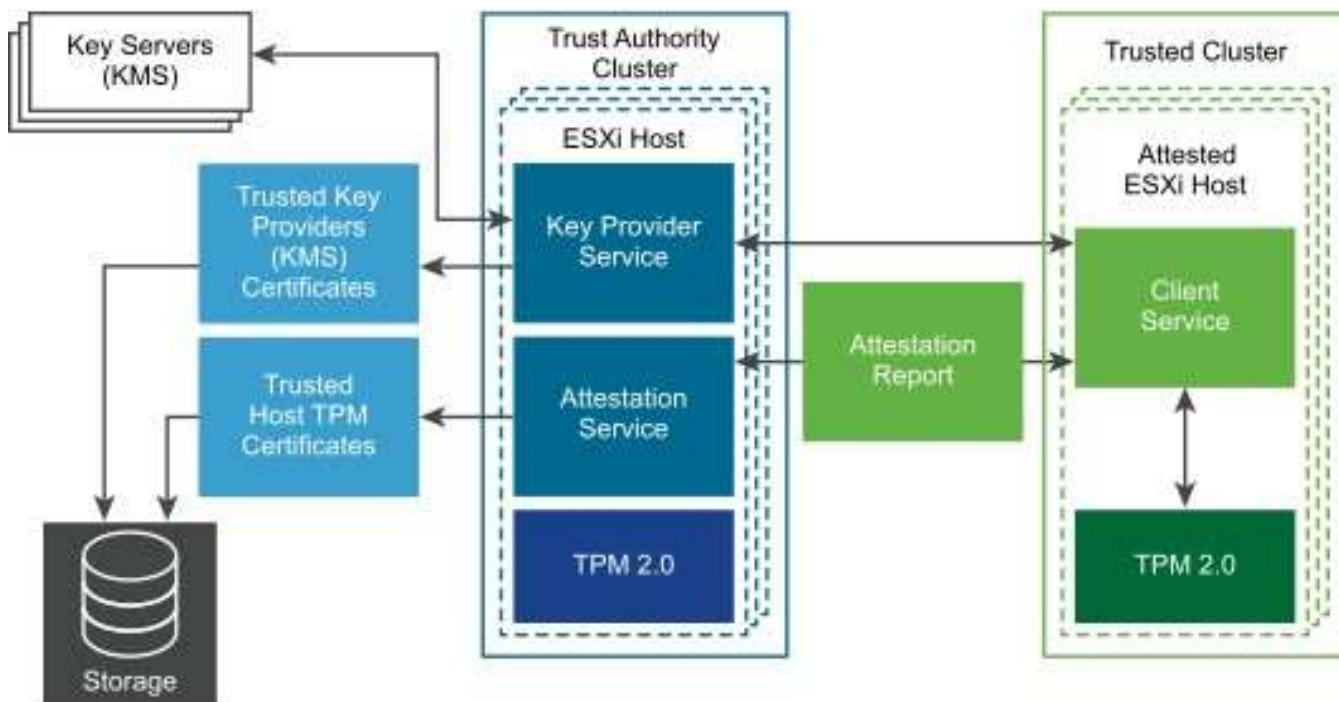 Key Servers
(KMS)
Trust Authority
Cluster
Trusted Cluster
ESXi Host
Attested
ESXi Host
Trusted Key
Providers
(KMS)
Certificates
Key Provider
Service
Client
Service
Attestation
Report
Trusted
Host TPM
Certificates
Attestation
Service
TPM 2.0
TPM 2.0
Storage